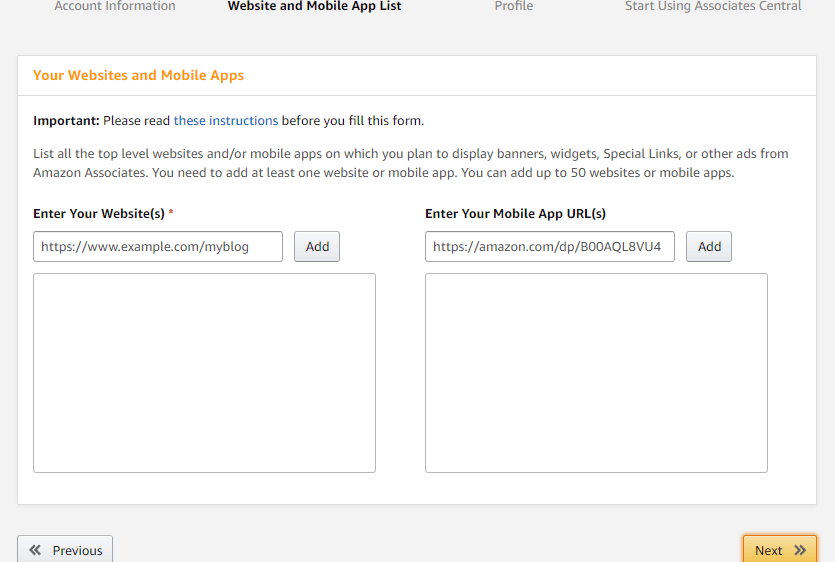 Account Information Website and Mobile App List Profile Start Using Associates Central
Your Websites and Mobile Apps
Important: Please read these instructions before you fill this form.
List all the top level websites and/or mobile apps on which you plan to display banners, widgets, Special Links, or other ads from
Amazon Associates. You need to add at least one website or mobile app. You can add up to 50 websites or mobile apps.
Enter Your Website(s) * Enter Your Mobile App URL(s)
https://www.example.com/myblog Add https://amazon.com/dp/B00AQL8VU4 Add
« Previous Next »